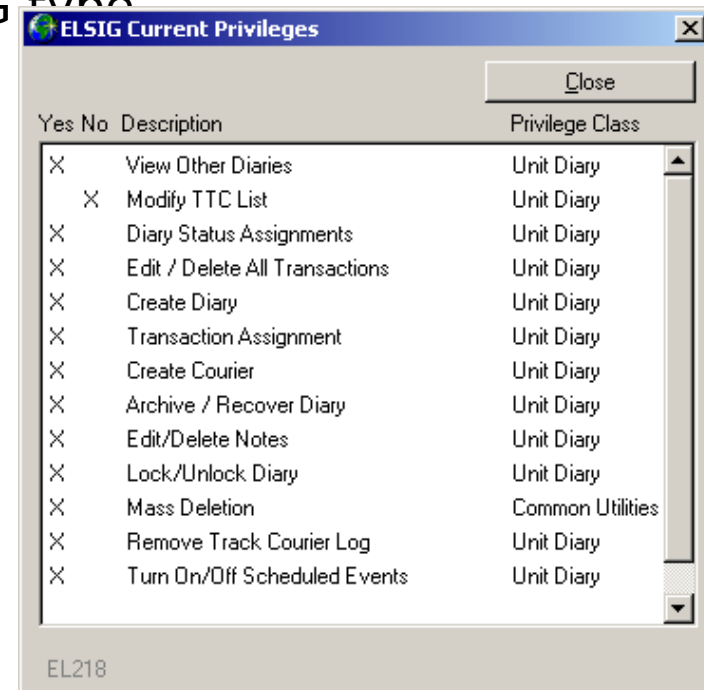 G type
ELSIG Current Privileges
Close
Yes No Description Privilege Class
X View Other Diaries Unit Diary
X Modify TTC List Unit Diary
X Diary Status Assignments Unit Diary
X Edit / Delete All Transactions Unit Diary
X Create Diary Unit Diary
X Transaction Assignment Unit Diary
X Create Courier Unit Diary
X Archive / Recover Diary Unit Diary
X Edit/Delete Notes Unit Diary
X Lock/Unlock Diary Unit Diary
X Mass Deletion Common Utilities
X Remove Track Courier Log Unit Diary
X Turn On/Off Scheduled Events Unit Diary
EL218